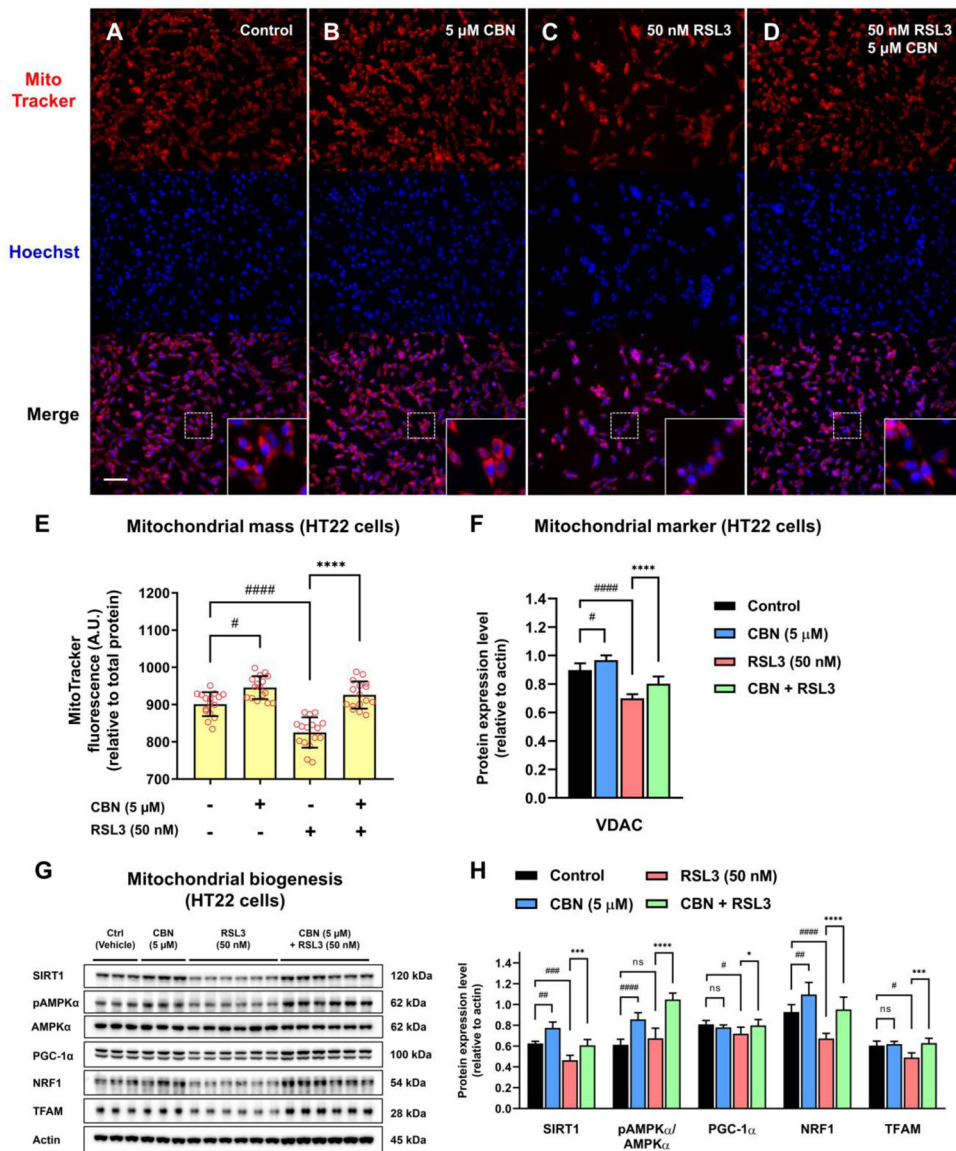 A
Control
B
5 µM CBN
C
50 nM RSL3
D
50 nM RSL3
5 µM CBN
Mito
Tracker
Hoechst
Merge
E
Mitochondrial mass (HT22 cells)
MitoTracker
fluorescence (A.U.)
(relative to total protein)
1200
1100
1000
900
800
700
####
#
****
CBN (5 µM) - + - +
RSL3 (50 nM) - - + +
F
Mitochondrial marker (HT22 cells)
Protein expression level
(relative to actin)
1.4
1.2
1.0
0.8
0.6
0.4
0.2
0.0
****
####
#
VDAC
Control
CBN (5 µM)
RSL3 (50 nM)
CBN + RSL3
G
Mitochondrial biogenesis
(HT22 cells)
Ctrl
(Vehicle)
CBN
(5 µM)
RSL3
(50 nM)
CBN (5 µM)
+ RSL3 (50 nM)
SIRT1 120 kDa
pAMPKα 62 kDa
AMPKα 62 kDa
PGC-1α 100 kDa
NRF1 54 kDa
TFAM 28 kDa
Actin 45 kDa
H
Control
RSL3 (50 nM)
CBN (5 µM)
CBN + RSL3
Protein expression level
(relative to actin)
1.4
1.2
1.0
0.8
0.6
0.4
0.2
0.0
***
###
##
****
ns
####
*
#
ns
****
####
##
***
#
ns
SIRT1
pAMPKα/
AMPKα
PGC-1α
NRF1
TFAM